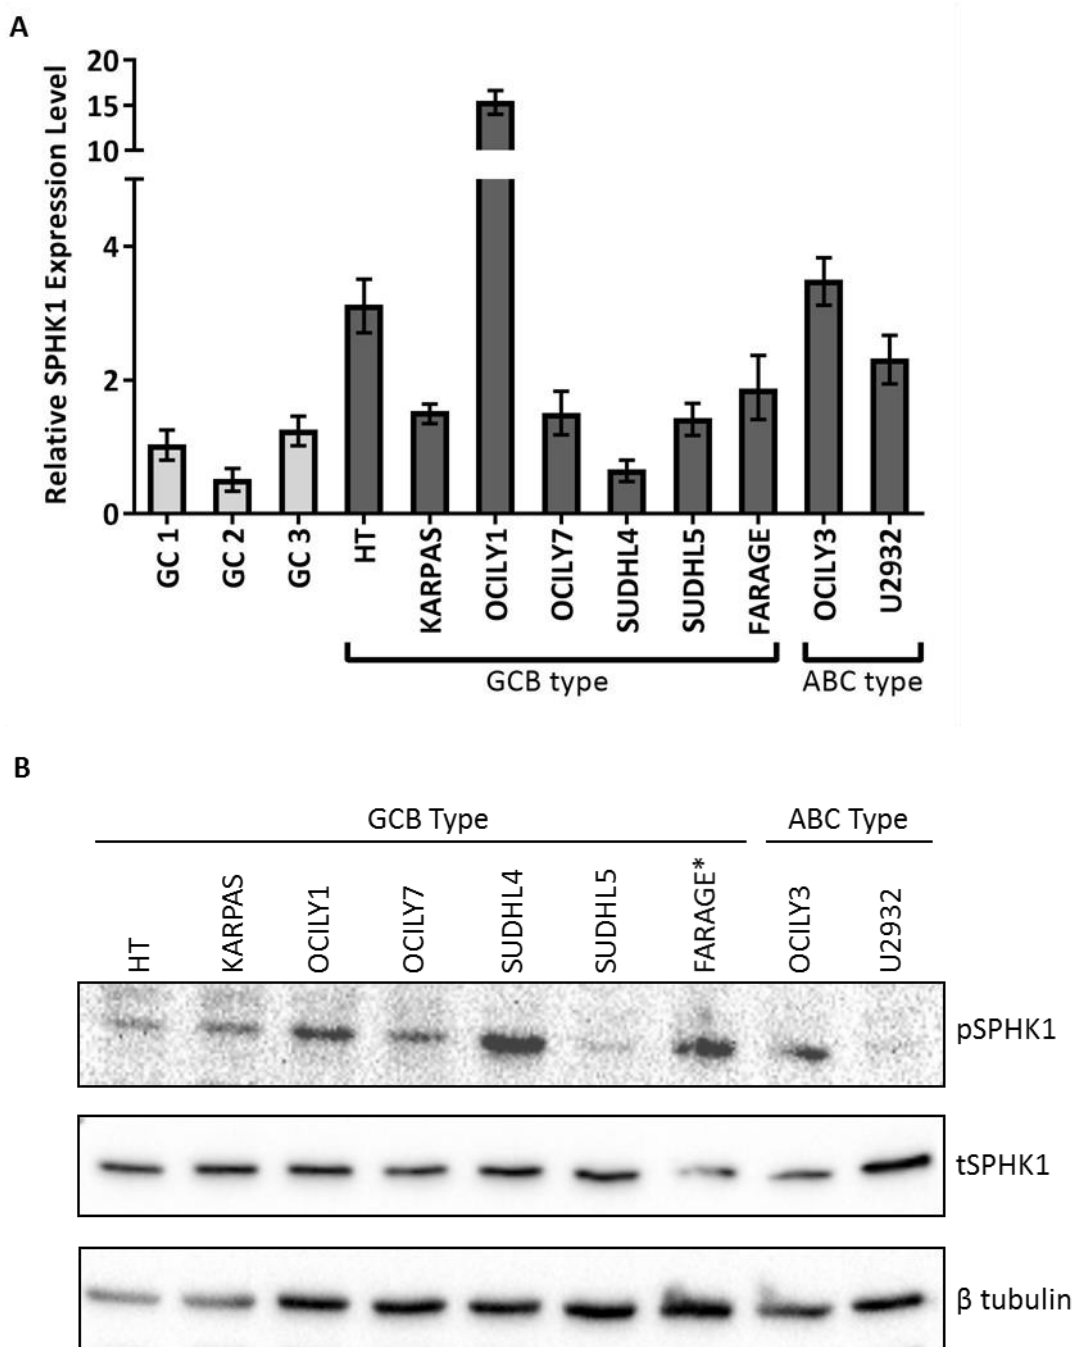 A
Relative SPHK1 Expression Level
20
15
10
4
2
0
GC 1
GC 2
GC 3
HT
KARPAS
OCILY1
OCILY7
SUDHL4
SUDHL5
FARAGE
OCILY3
U2932
GCB type
ABC type
B
GCB Type
ABC Type
HT
KARPAS
OCILY1
OCILY7
SUDHL4
SUDHL5
FARAGE*
OCILY3
U2932
pSPHK1
tSPHK1
β tubulin